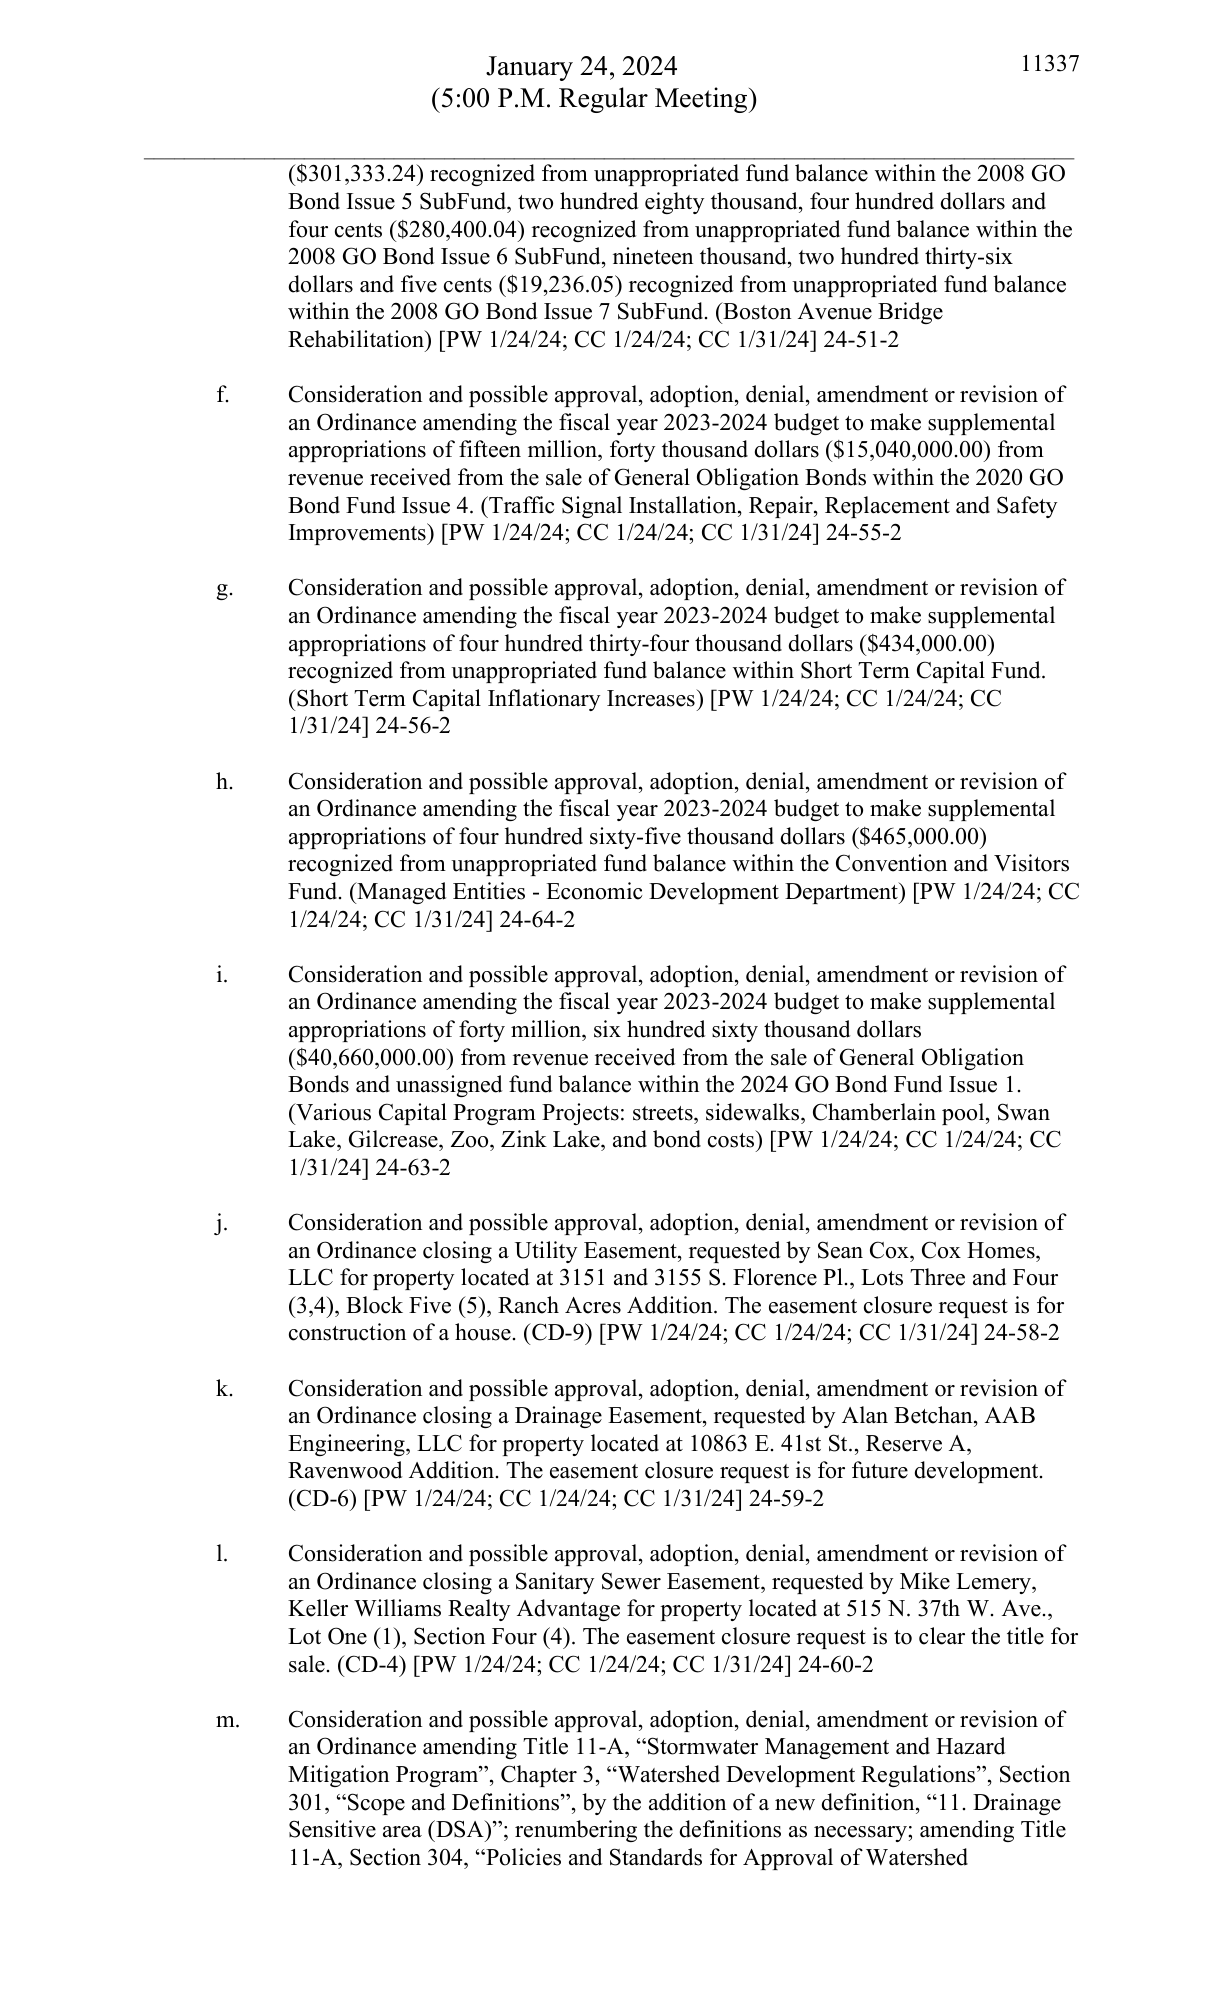 January 24, 2024
11337
(5:00 P.M. Regular Meeting)
($301,333.24) recognized from unappropriated fund balance within the 2008 GO
Bond Issue 5 SubFund, two hundred eighty thousand, four hundred dollars and
four cents ($280,400.04) recognized from unappropriated fund balance within the
2008 GO Bond Issue 6 SubFund, nineteen thousand, two hundred thirty-six
dollars and five cents ($19,236.05) recognized from unappropriated fund balance
within the 2008 GO Bond Issue 7 SubFund. (Boston Avenue Bridge
Rehabilitation) [PW 1/24/24; CC 1/24/24; CC 1/31/24] 24-51-2
f. Consideration and possible approval, adoption, denial, amendment or revision of
an Ordinance amending the fiscal year 2023-2024 budget to make supplemental
appropriations of fifteen million, forty thousand dollars ($15,040,000.00) from
revenue received from the sale of General Obligation Bonds within the 2020 GO
Bond Fund Issue 4. (Traffic Signal Installation, Repair, Replacement and Safety
Improvements) [PW 1/24/24; CC 1/24/24; CC 1/31/24] 24-55-2
g. Consideration and possible approval, adoption, denial, amendment or revision of
an Ordinance amending the fiscal year 2023-2024 budget to make supplemental
appropriations of four hundred thirty-four thousand dollars ($434,000.00)
recognized from unappropriated fund balance within Short Term Capital Fund.
(Short Term Capital Inflationary Increases) [PW 1/24/24; CC 1/24/24; CC
1/31/24] 24-56-2
h. Consideration and possible approval, adoption, denial, amendment or revision of
an Ordinance amending the fiscal year 2023-2024 budget to make supplemental
appropriations of four hundred sixty-five thousand dollars ($465,000.00)
recognized from unappropriated fund balance within the Convention and Visitors
Fund. (Managed Entities - Economic Development Department) [PW 1/24/24; CC
1/24/24; CC 1/31/24] 24-64-2
i. Consideration and possible approval, adoption, denial, amendment or revision of
an Ordinance amending the fiscal year 2023-2024 budget to make supplemental
appropriations of forty million, six hundred sixty thousand dollars
($40,660,000.00) from revenue received from the sale of General Obligation
Bonds and unassigned fund balance within the 2024 GO Bond Fund Issue 1.
(Various Capital Program Projects: streets, sidewalks, Chamberlain pool, Swan
Lake, Gilcrease, Zoo, Zink Lake, and bond costs) [PW 1/24/24; CC 1/24/24; CC
1/31/24] 24-63-2
j. Consideration and possible approval, adoption, denial, amendment or revision of
an Ordinance closing a Utility Easement, requested by Sean Cox, Cox Homes,
LLC for property located at 3151 and 3155 S. Florence Pl., Lots Three and Four
(3,4), Block Five (5), Ranch Acres Addition. The easement closure request is for
construction of a house. (CD-9) [PW 1/24/24; CC 1/24/24; CC 1/31/24] 24-58-2
k. Consideration and possible approval, adoption, denial, amendment or revision of
an Ordinance closing a Drainage Easement, requested by Alan Betchan, AAB
Engineering, LLC for property located at 10863 E. 41st St., Reserve A,
Ravenwood Addition. The easement closure request is for future development.
(CD-6) [PW 1/24/24; CC 1/24/24; CC 1/31/24] 24-59-2
l. Consideration and possible approval, adoption, denial, amendment or revision of
an Ordinance closing a Sanitary Sewer Easement, requested by Mike Lemery,
Keller Williams Realty Advantage for property located at 515 N. 37th W. Ave.,
Lot One (1), Section Four (4). The easement closure request is to clear the title for
sale. (CD-4) [PW 1/24/24; CC 1/24/24; CC 1/31/24] 24-60-2
m. Consideration and possible approval, adoption, denial, amendment or revision of
an Ordinance amending Title 11-A, “Stormwater Management and Hazard
Mitigation Program”, Chapter 3, “Watershed Development Regulations”, Section
301, “Scope and Definitions”, by the addition of a new definition, “11. Drainage
Sensitive area (DSA)”; renumbering the definitions as necessary; amending Title
11-A, Section 304, “Policies and Standards for Approval of Watershed